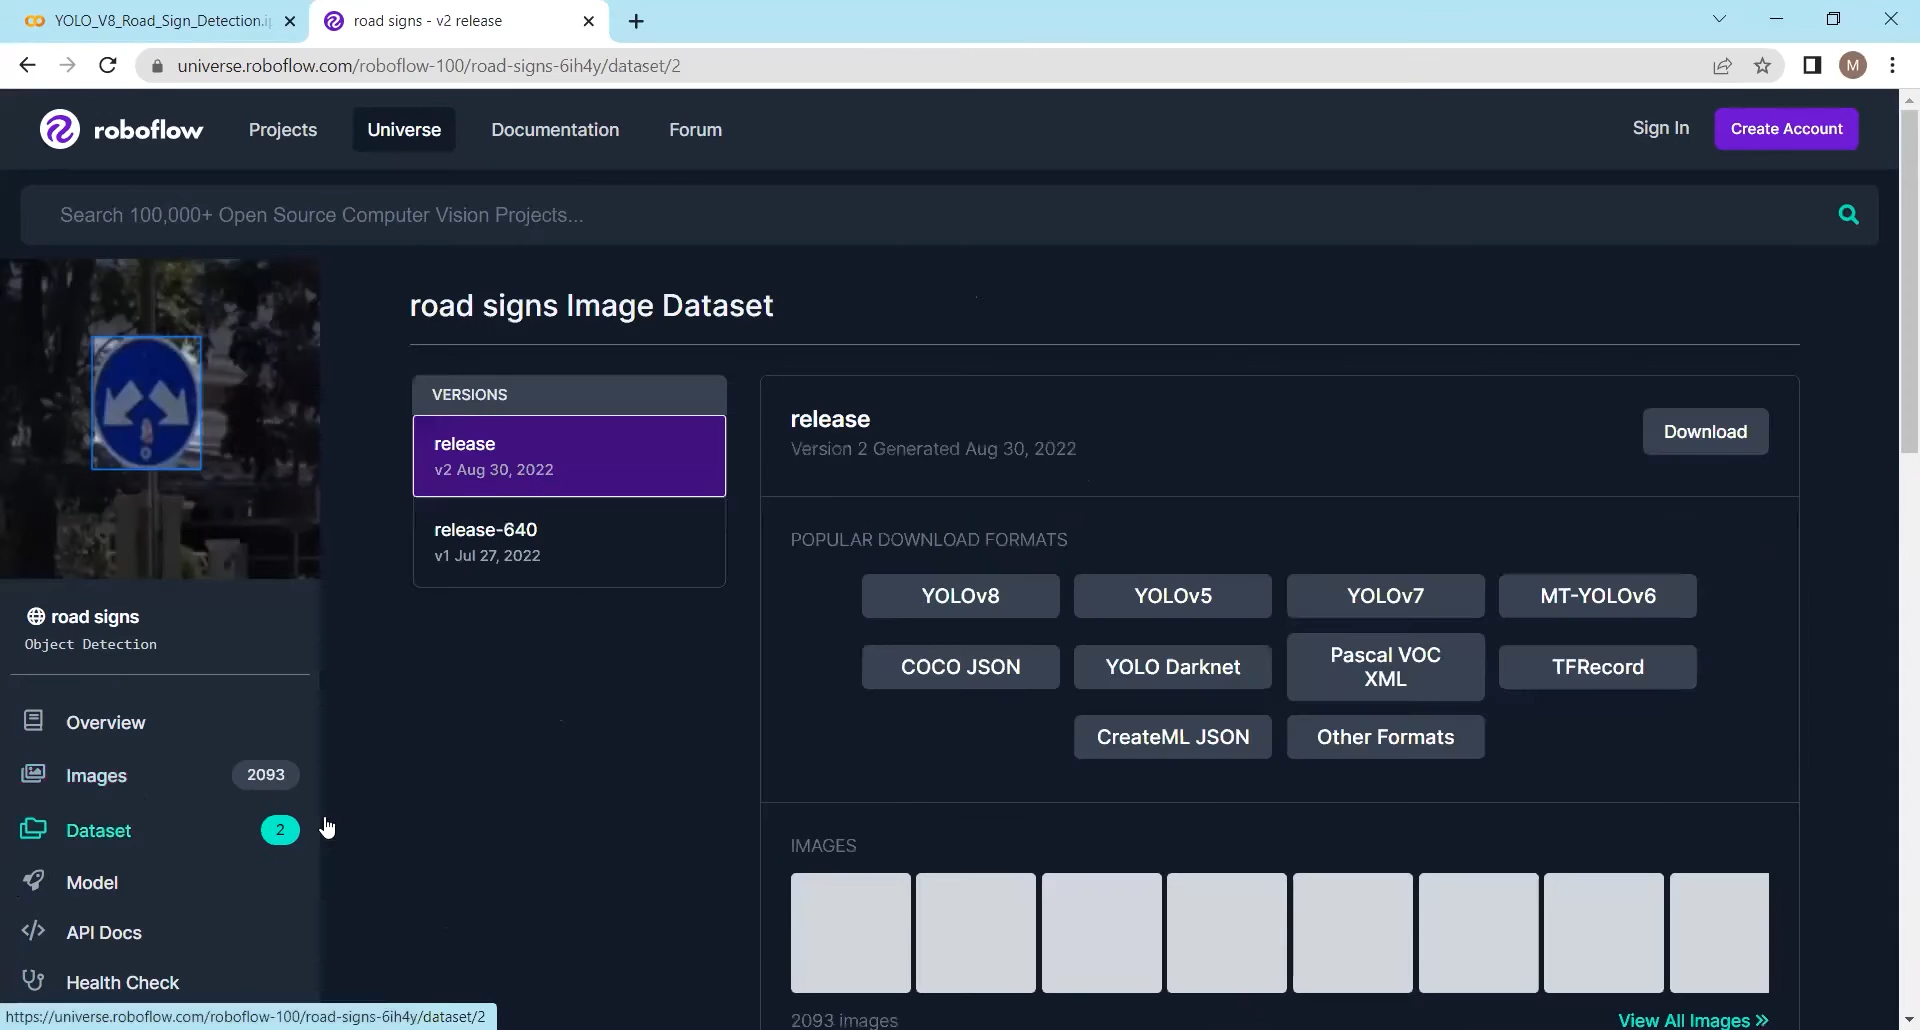 YOLO_V8_Road_Sign_Detection.i
road signs - v2 release
universe.roboflow.com/roboflow-100/road-signs-6ih4y/dataset/2
M
roboflow
Projects
Universe
Documentation
Forum
Sign In
Create Account
Search 100,000+ Open Source Computer Vision Projects...
road signs Image Dataset
VERSIONS
release
v2 Aug 30, 2022
release-640
v1 Jul 27, 2022
release
Version 2 Generated Aug 30, 2022
Download
POPULAR DOWNLOAD FORMATS
YOLOv8
YOLOv5
YOLOv7
MT-YOLOv6
COCO JSON
YOLO Darknet
Pascal VOC
XML
TFRecord
CreateML JSON
Other Formats
IMAGES
2093 images
View All Images »
road signs
Object Detection
Overview
Images
2093
Dataset
2
Model
API Docs
Health Check
https://universe.roboflow.com/roboflow-100/road-signs-6ih4y/dataset/2